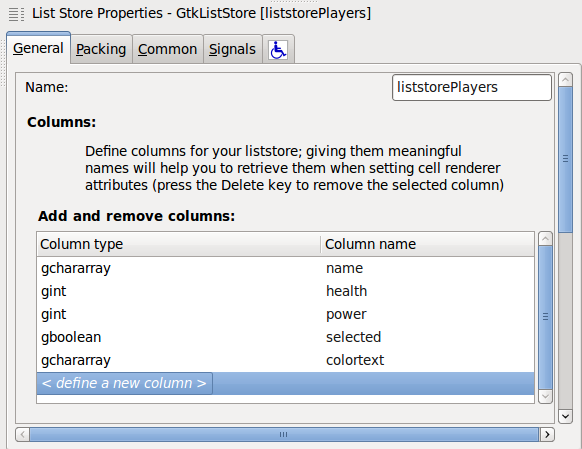 List Store Properties - GtkListStore [liststorePlayers]
General Packing Common Signals
Name: liststorePlayers
Columns:
Define columns for your liststore; giving them meaningful
names will help you to retrieve them when setting cell renderer
attributes (press the Delete key to remove the selected column)
Add and remove columns:
Column type Column name
gchararray name
gint health
gint power
gboolean selected
gchararray colortext
< define a new column >